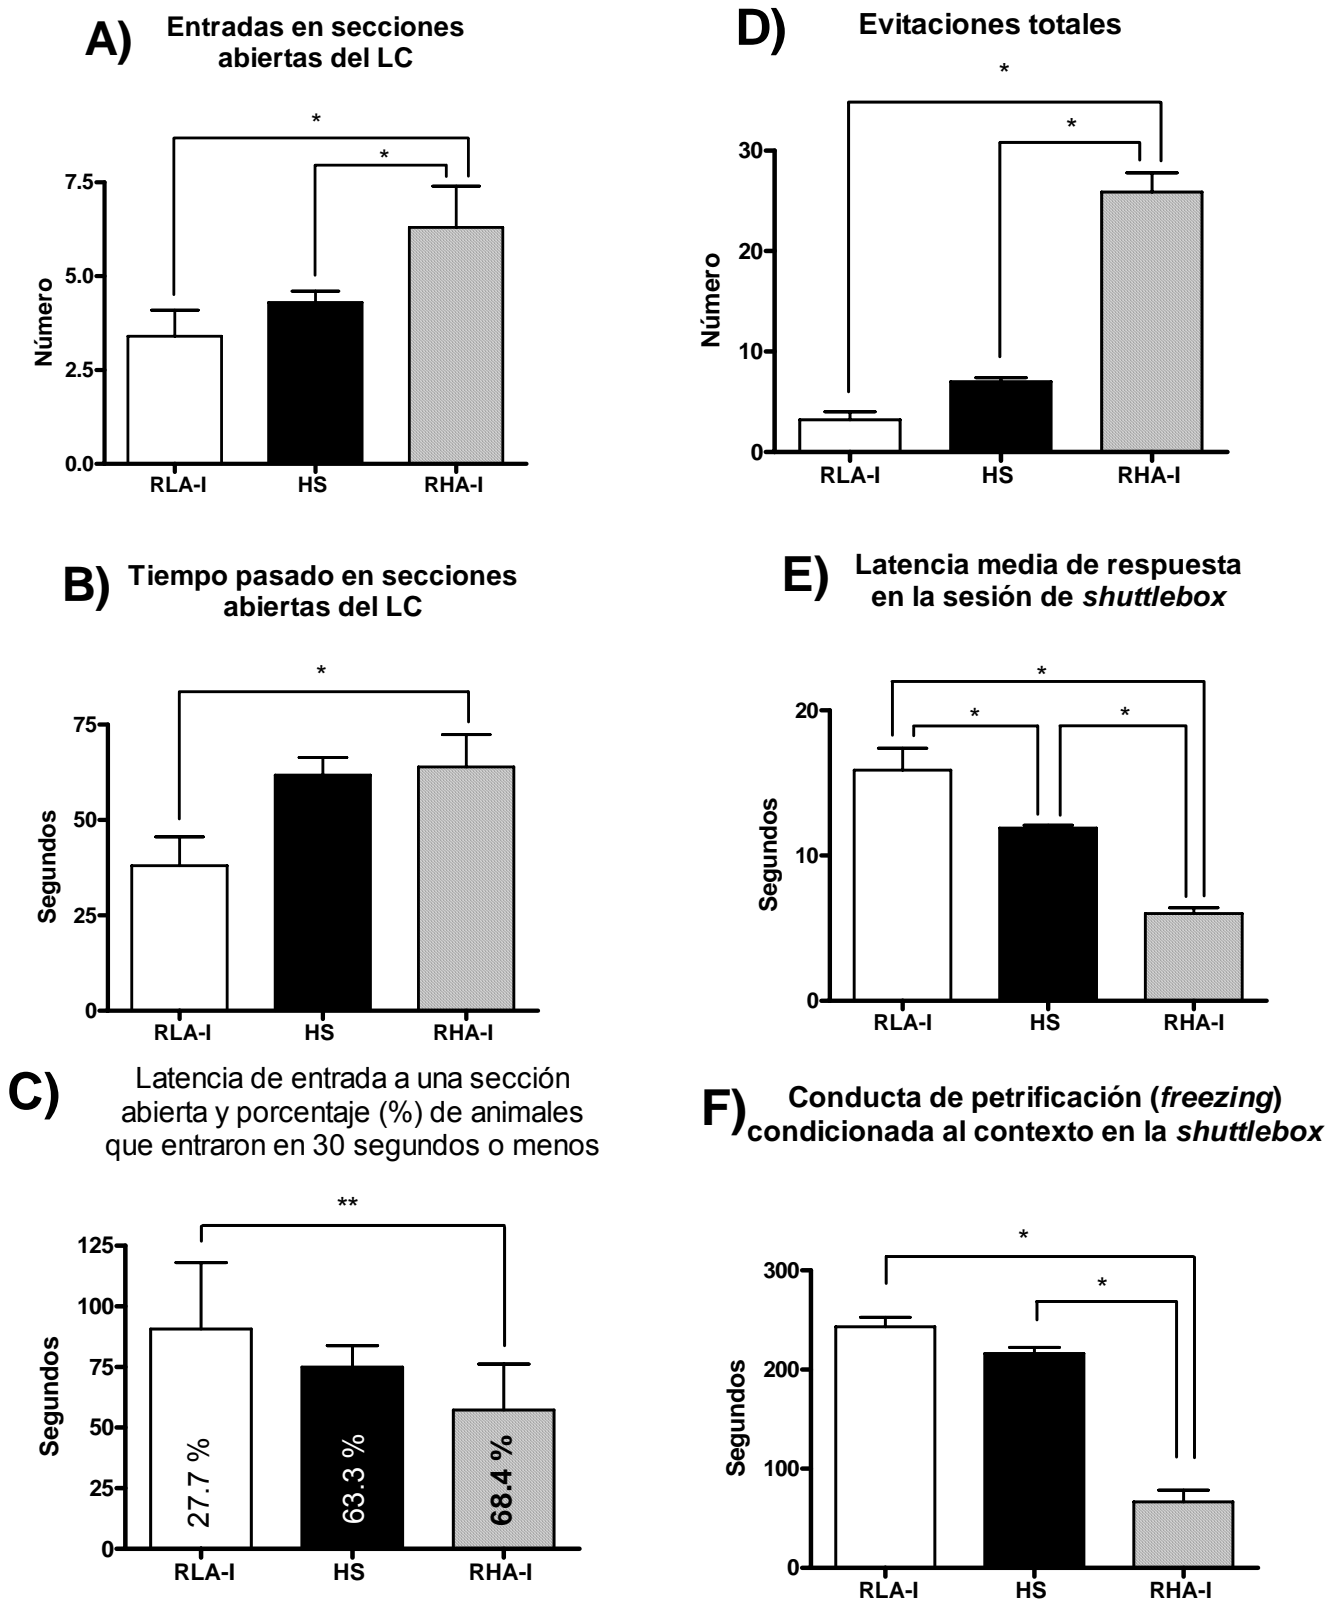 A)
Entradas en secciones
abiertas del LC
*
*
7.5
5.0
2.5
0.0
Número
RLA-I HS RHA-I
B)
Tiempo pasado en secciones
abiertas del LC
*
75
50
25
0
Segundos
RLA-I HS RHA-I
C)
Latencia de entrada a una sección
abierta y porcentaje (%) de animales
que entraron en 30 segundos o menos
**
125
100
75
50
25
0
Segundos
27.7 %
63.3 %
68.4 %
RLA-I HS RHA-I
D)
Evitaciones totales
*
*
30
20
10
0
Número
RLA-I HS RHA-I
E)
Latencia media de respuesta
en la sesión de shuttlebox
*
* *
20
10
0
Segundos
RLA-I HS RHA-I
F)
Conducta de petrificación (freezing)
condicionada al contexto en la shuttlebox
*
*
300
200
100
0
Segundos
RLA-I HS RHA-I